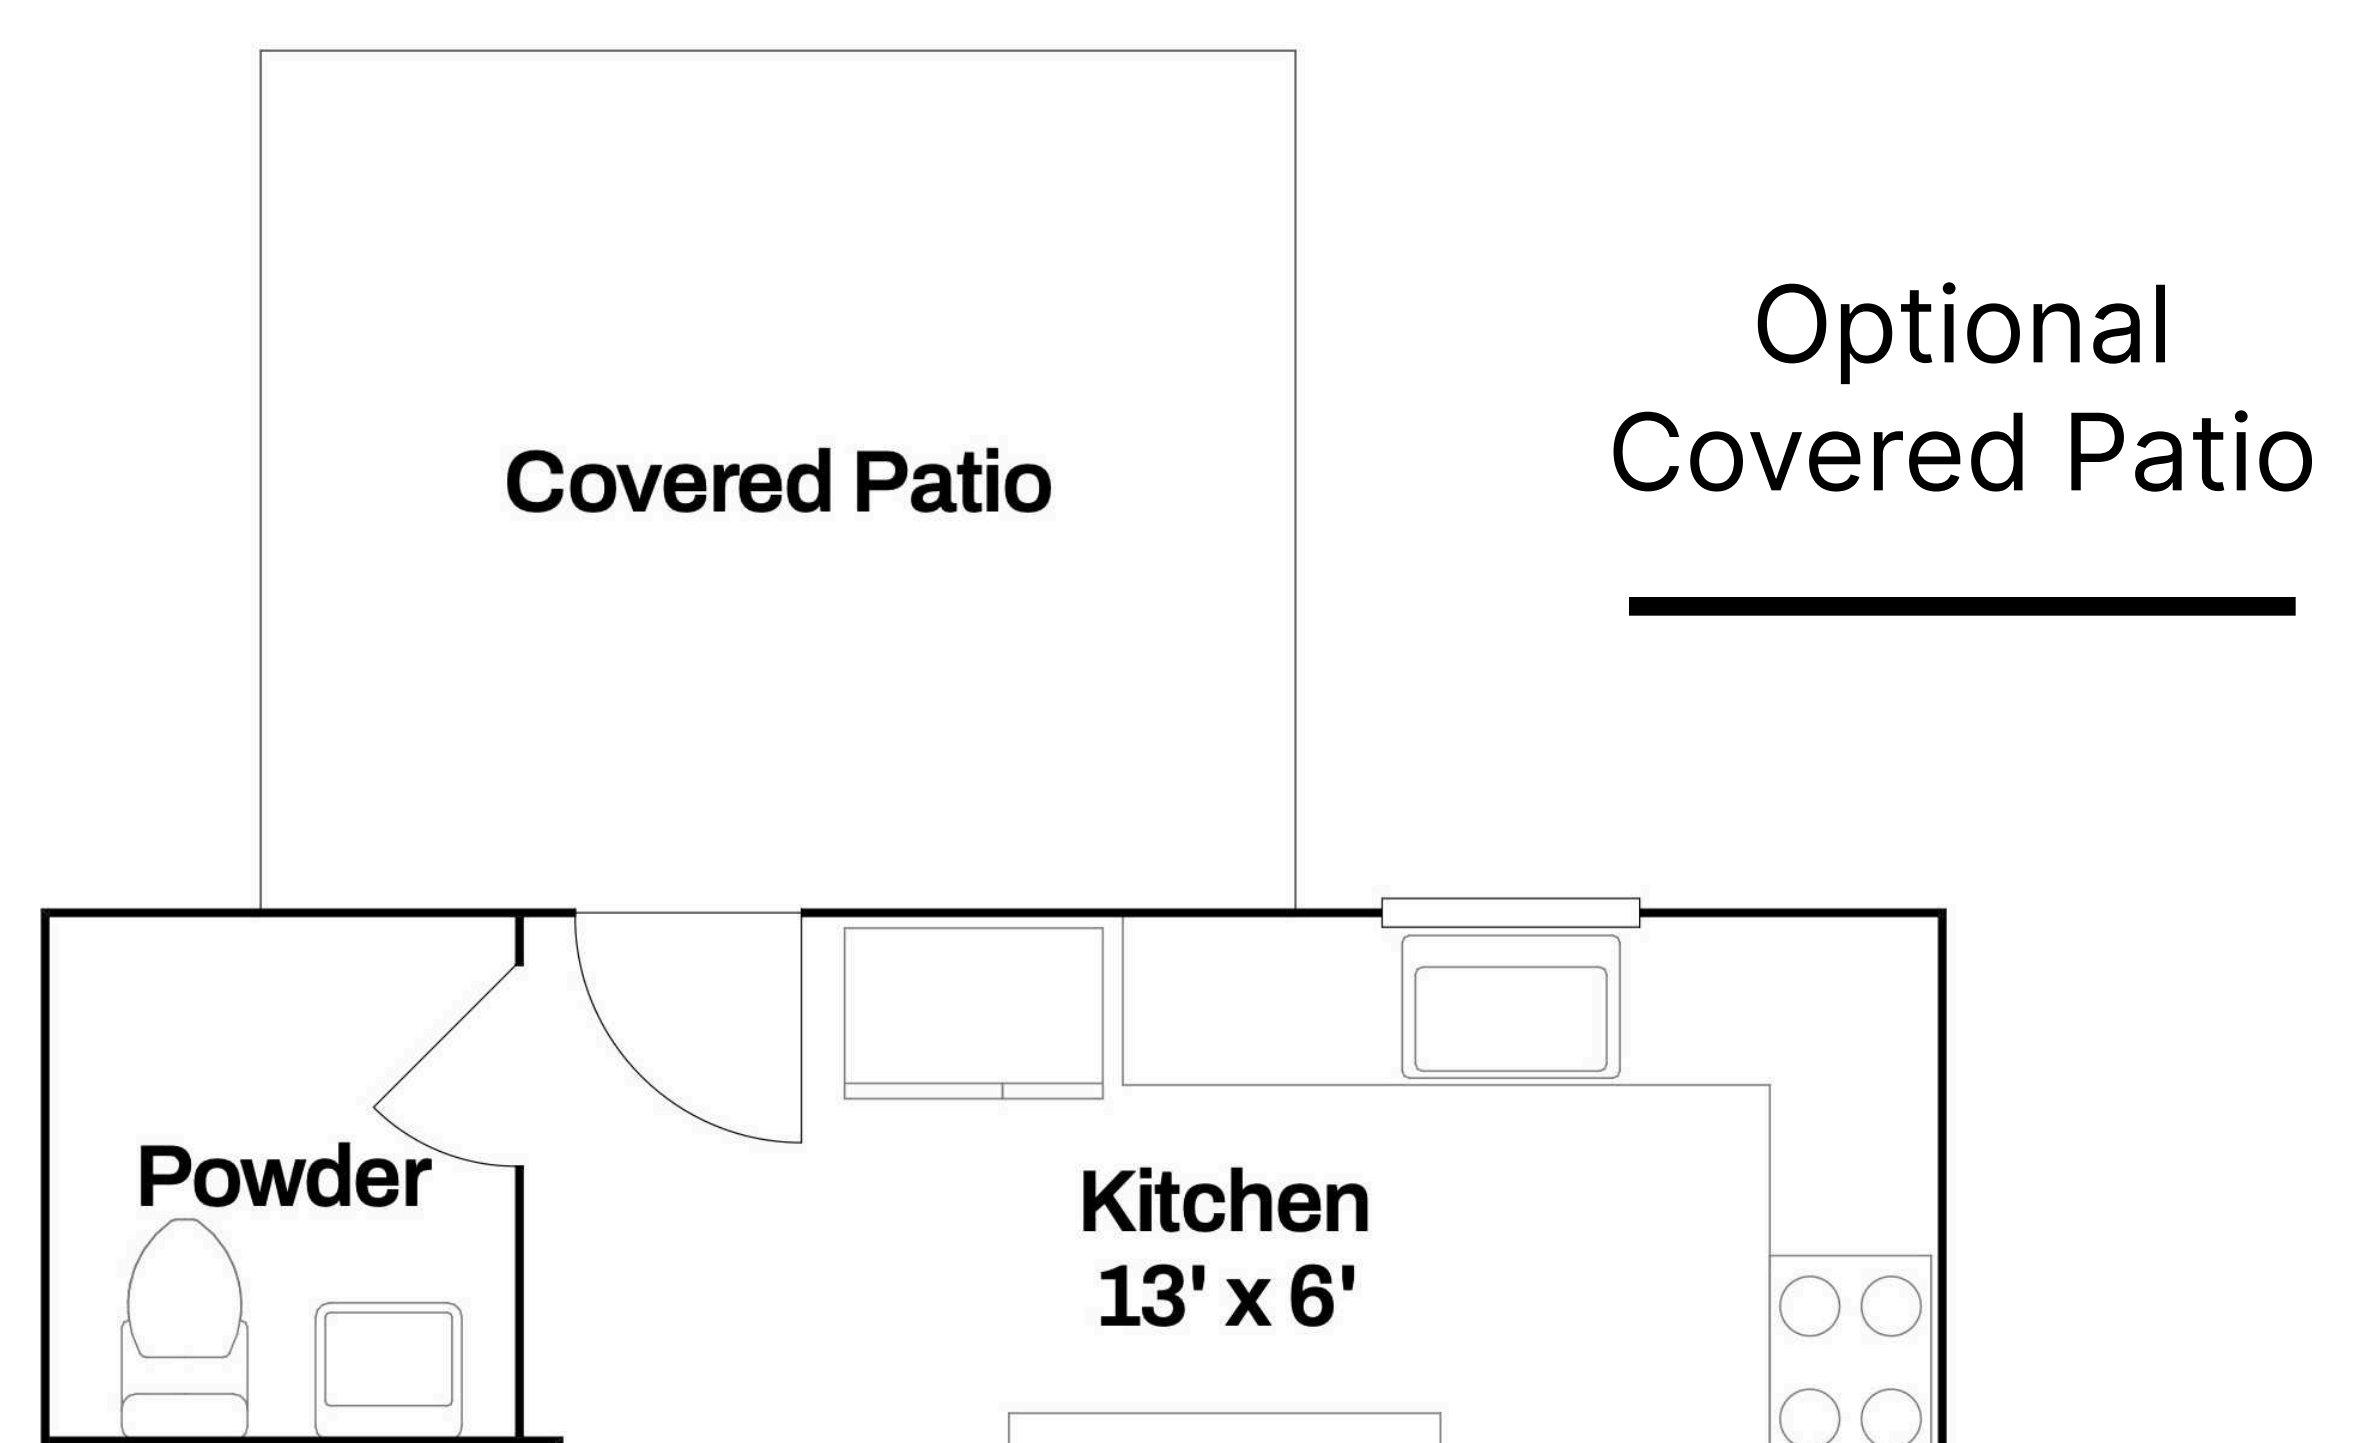 Optional
Covered Patio
Covered Patio
Powder
Kitchen
13' x 6'